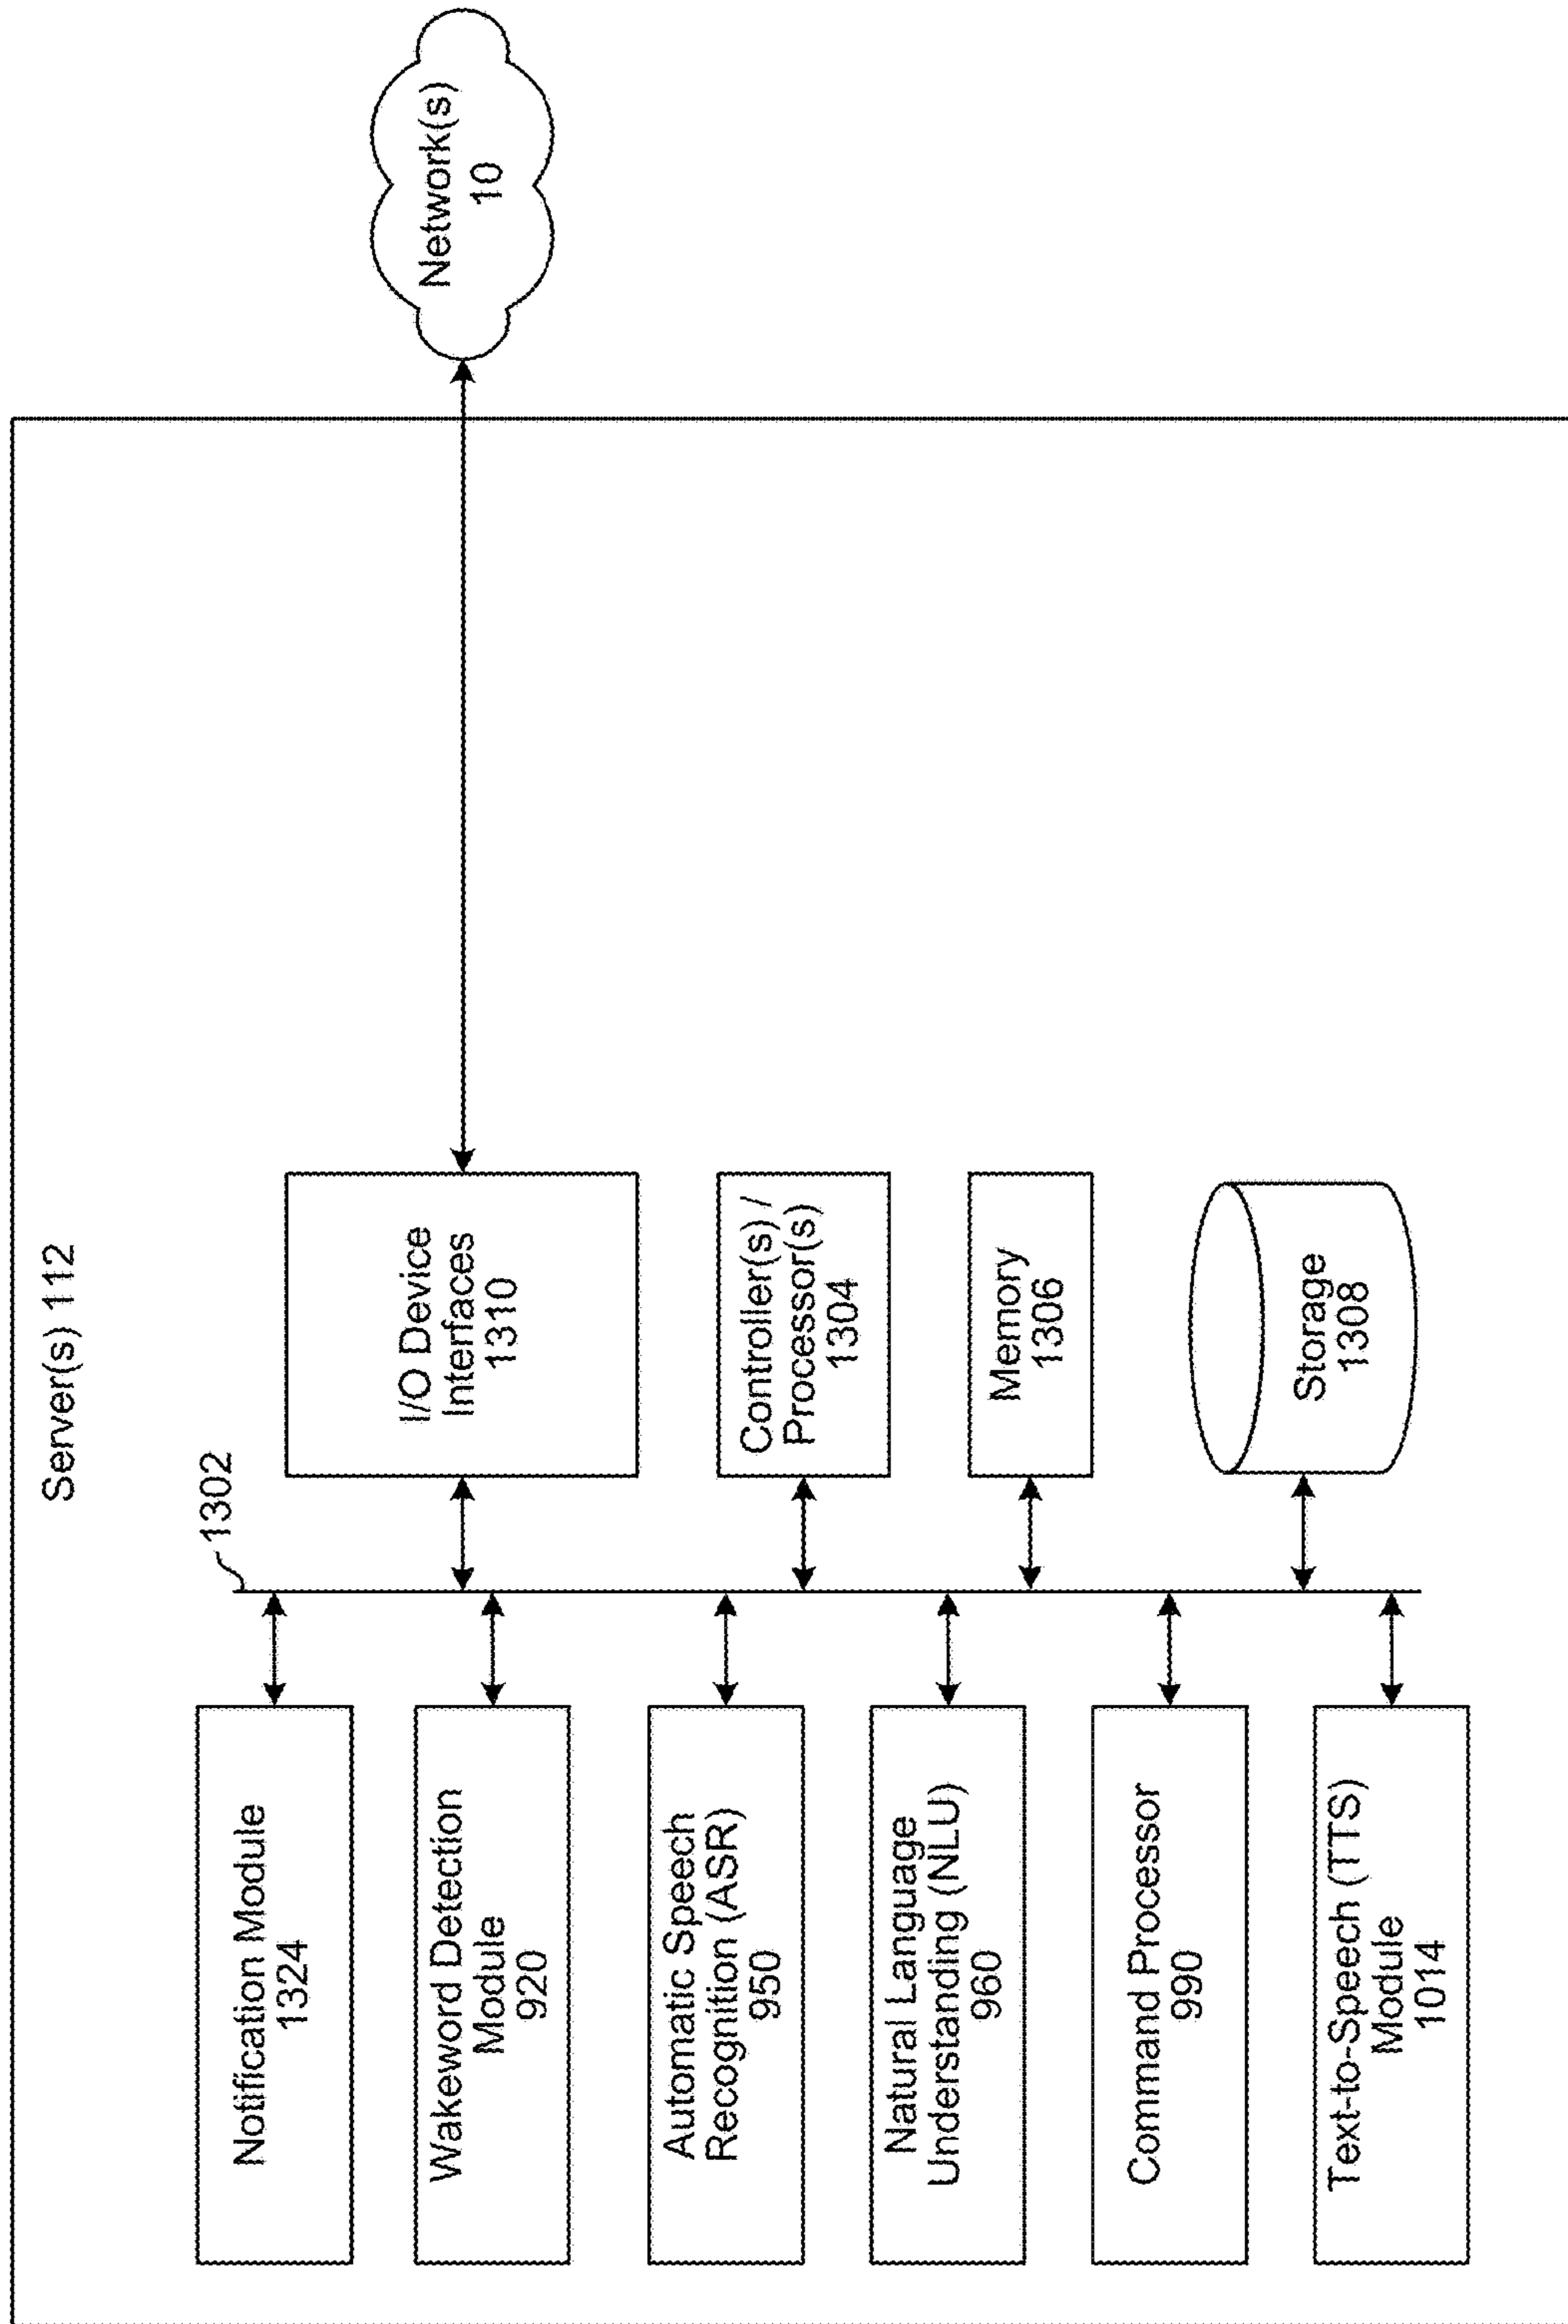 Server(s) 112
1302
Notification Module
1324
Wakeword Detection
Module
920
Automatic Speech
Recognition (ASR)
950
Natural Language
Understanding (NLU)
960
Command Processor
990
Text-to-Speech (TTS)
Module
1014
I/O Device
Interfaces
1310
Controller(s) /
Processor(s)
1304
Memory
1306
Storage
1308
Network(s)
10